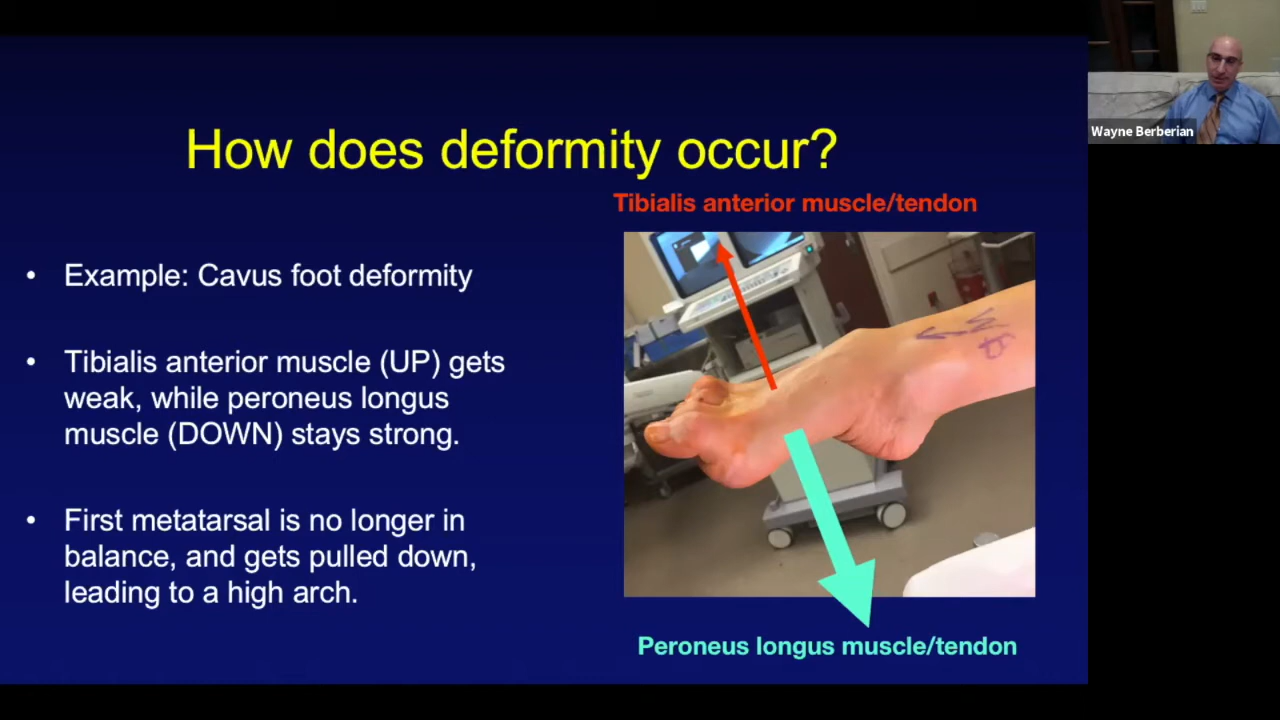 How does deformity occur?
Wayne Berberian
Tibialis anterior muscle/tendon
• Example: Cavus foot deformity
• Tibialis anterior muscle (UP) gets
weak, while peroneus longus
muscle (DOWN) stays strong.
• First metatarsal is no longer in
balance, and gets pulled down,
leading to a high arch.
WB
Peroneus longus muscle/tendon